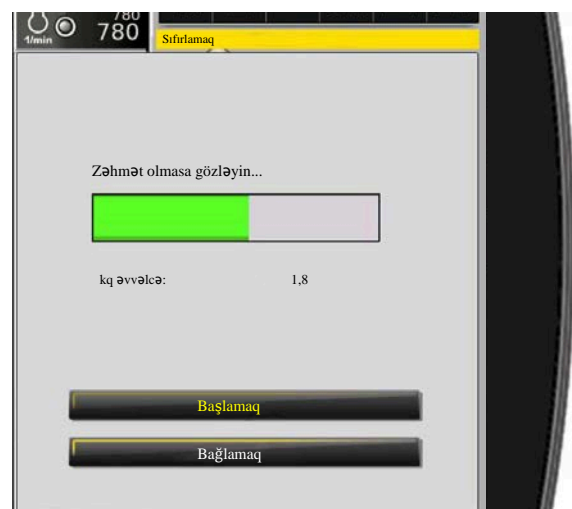 780
1/min 780
Sıfırlamaq
Zəhmət olmasa gözləyin...
kq əvvəlcə: 1,8
Başlamaq
Bağlamaq